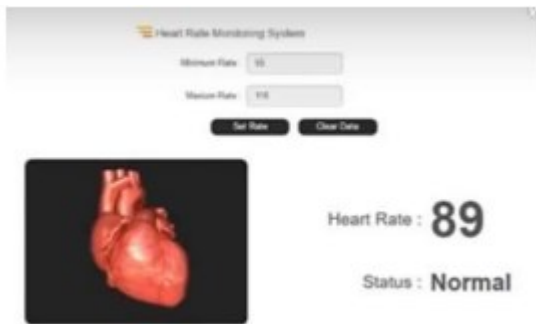 Heart Rate Monitoring System
Minimum Rate
Maxium Rate
Set Rate Clear Data
Heart Rate : 89
Status : Normal